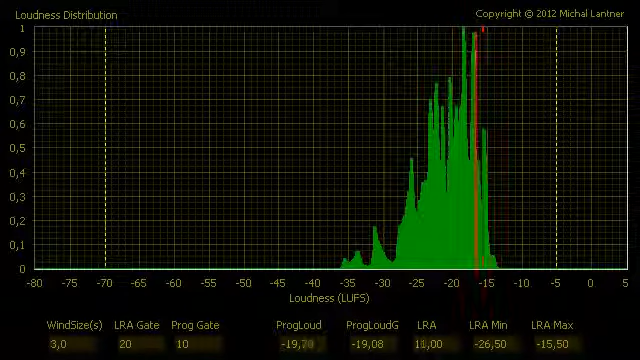 Loudness Distribution
Copyright © 2012 Michal Lantner
1
0,9
0,8
0,7
0,6
0,5
0,4
0,3
0,2
0,1
0
-80 -75 -70 -65 -60 -55 -50 -45 -40 -35 -30 -25 -20 -15 -10 -5 0 5
Loudness (LUFS)
WindSize(s) LRA Gate Prog Gate ProgLoud ProgLoudG LRA LRA Min LRA Max
3,0 20 10 -19,08 11,00 -26,50 -15,50